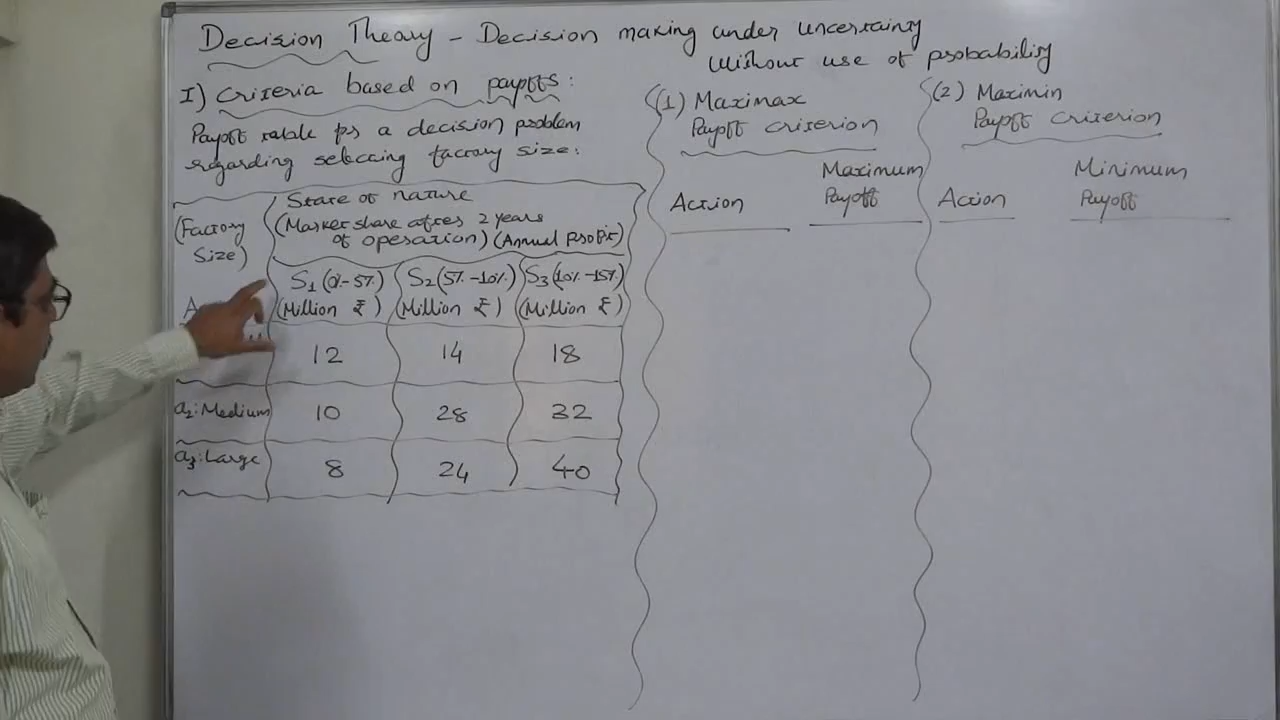 Decision Theory – Decision making under uncertainty
Without use of probability
I) Criteria based on payoffs:
Payoff table for a decision problem
regarding selecting factory size:
(Factory
Size)
State of nature
(Market share after 2 years
of operation) (Annual profit)
S1 (0%-5%) S2 (5%-10%) S3 (10%-15%)
(Million ₹) (Million ₹) (Million ₹)
12 14 18
a2: Medium 10 28 32
a3: Large 8 24 40
(1) Maximax
Payoff criterion
Action Maximum
Payoff
(2) Maximin
Payoff criterion
Action Minimum
Payoff